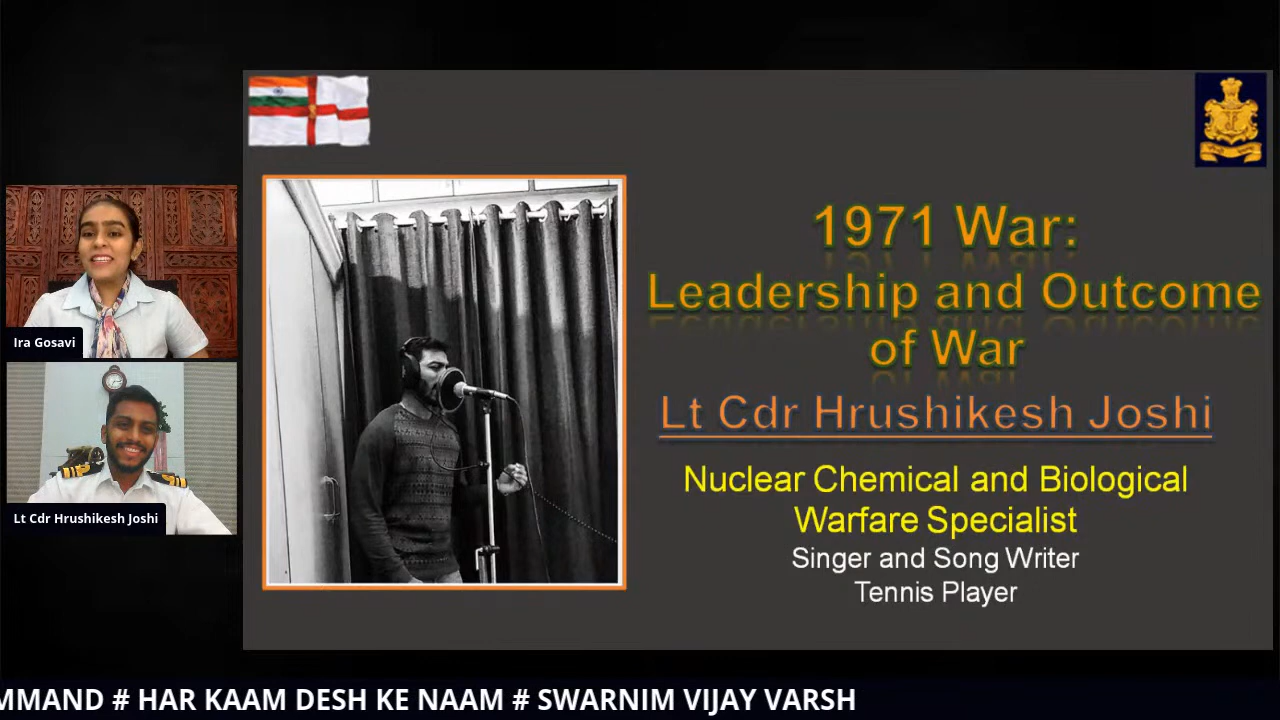 1971 War:
Leadership and Outcome
of War
Lt Cdr Hrushikesh Joshi
Nuclear Chemical and Biological
Warfare Specialist
Singer and Song Writer
Tennis Player
Ira Gosavi
Lt Cdr Hrushikesh Joshi
MMAND # HAR KAAM DESH KE NAAM # SWARNIM VIJAY VARSH